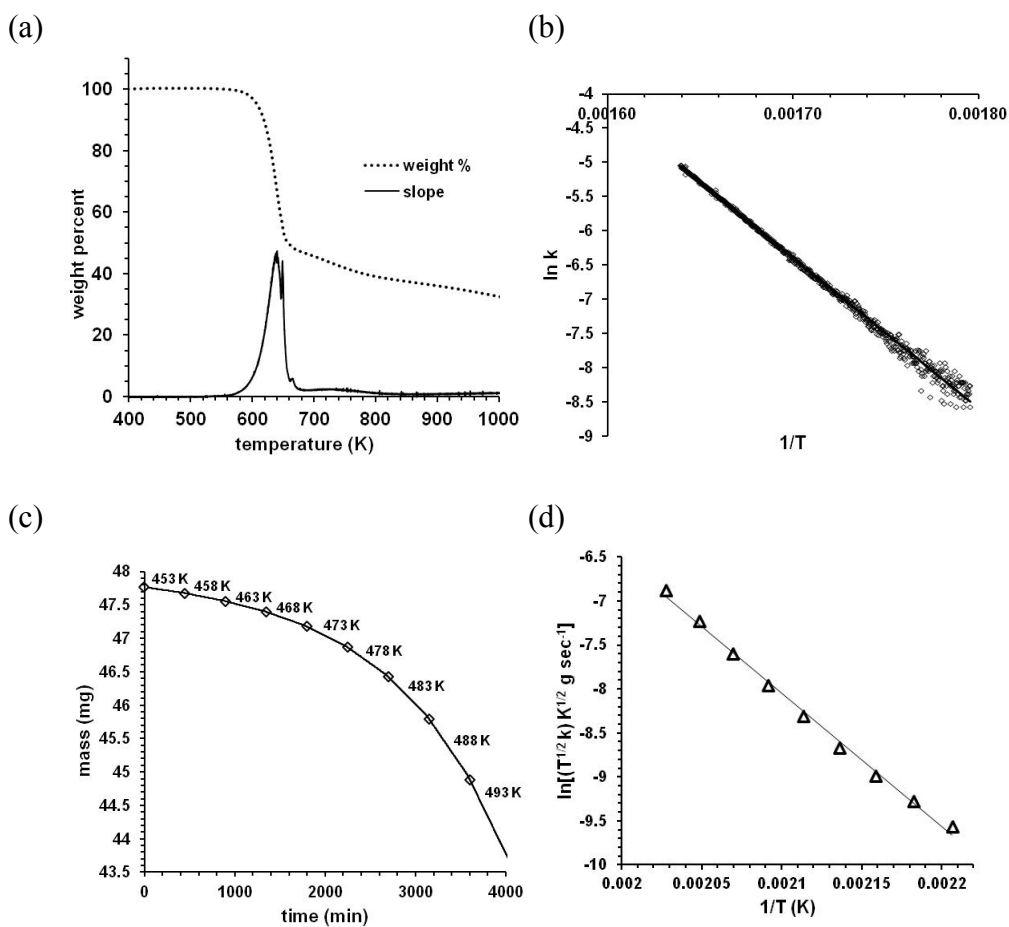 (a)
100
80
60
40
20
0
400 500 600 700 800 900 1000
weight percent
temperature (K)
weight %
slope
(b)
-4
-4.5
-5
-5.5
-6
-6.5
-7
-7.5
-8
-8.5
-9
0.00160 0.00170 0.00180
ln k
1/T
(c)
48
47.5
47
46.5
46
45.5
45
44.5
44
43.5
0 1000 2000 3000 4000
mass (mg)
time (min)
453 K
458 K
463 K
468 K
473 K
478 K
483 K
488 K
493 K
(d)
-6.5
-7
-7.5
-8
-8.5
-9
-9.5
-10
0.002 0.00205 0.0021 0.00215 0.0022
ln[(T1/2 k) K1/2 g sec-1]
1/T (K)